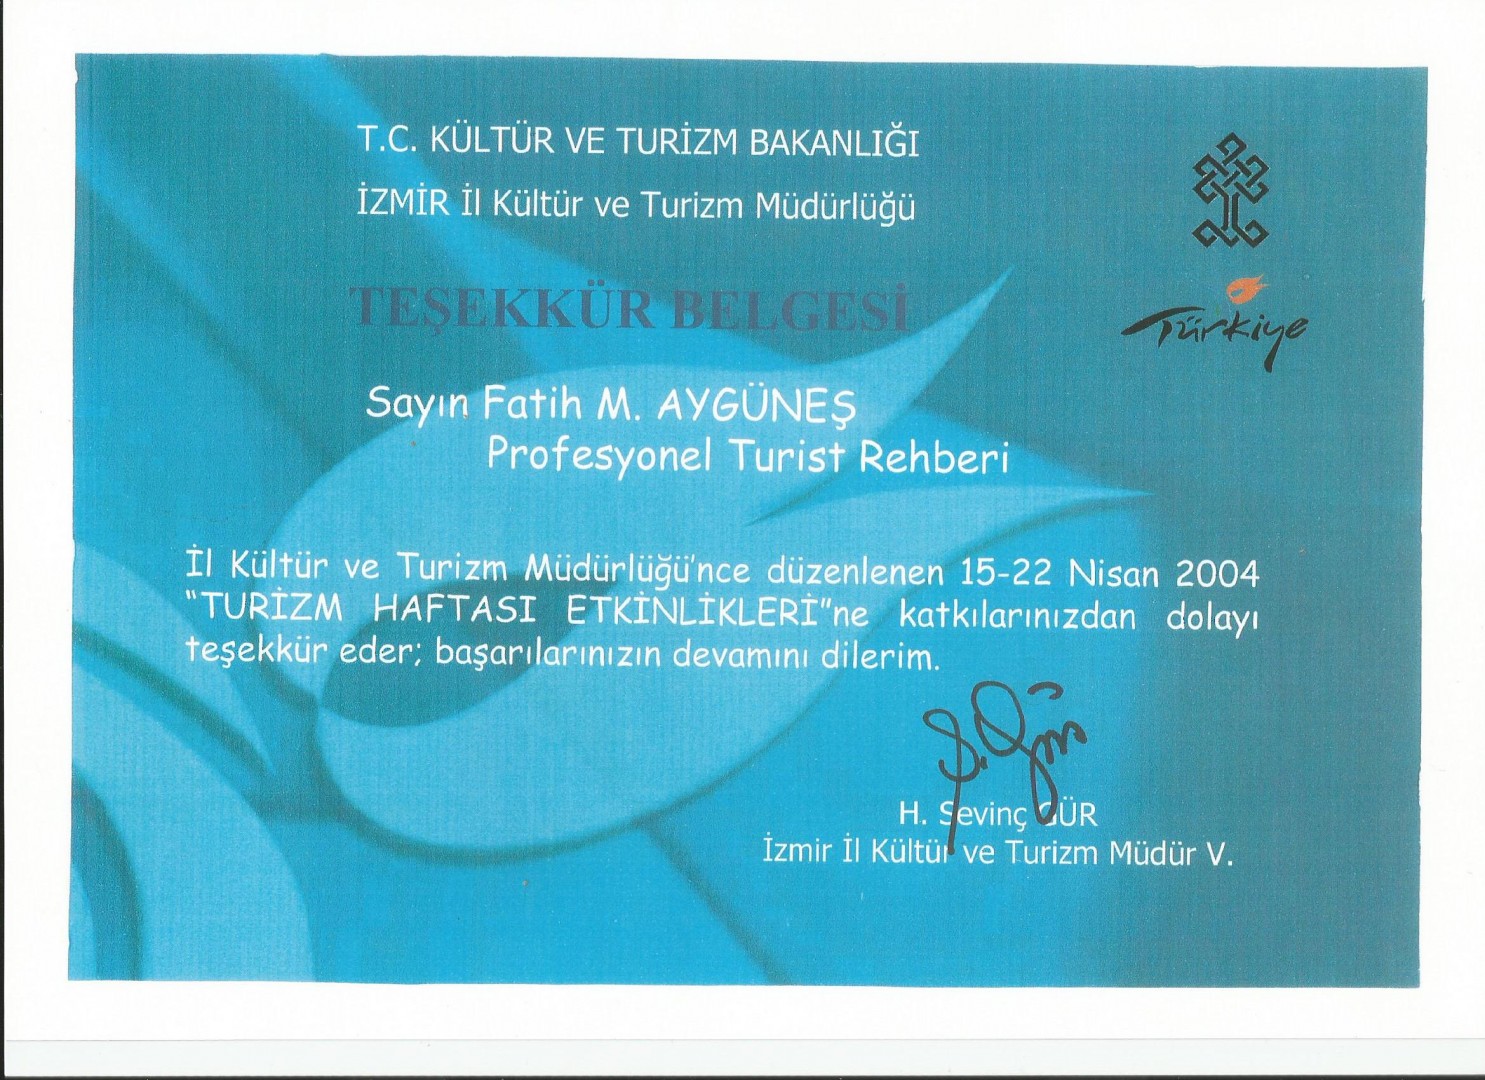 T.C. KÜLTÜR VE TURİZM BAKANLIĞI
İZMİR İl Kültür ve Turizm Müdürlüğü
TEŞEKKÜR BELGESİ
Türkiye
Sayın Fatih M. AYGÜNEŞ
Profesyonel Turist Rehberi
İl Kültür ve Turizm Müdürlüğü'nce düzenlenen 15-22 Nisan 2004
"TURİZM HAFTASI ETKİNLİKLERİ"ne katkılarınızdan dolayı
teşekkür eder; başarılarınızın devamını dilerim.
H. Sevinç GÜR
İzmir İl Kültür ve Turizm Müdür V.